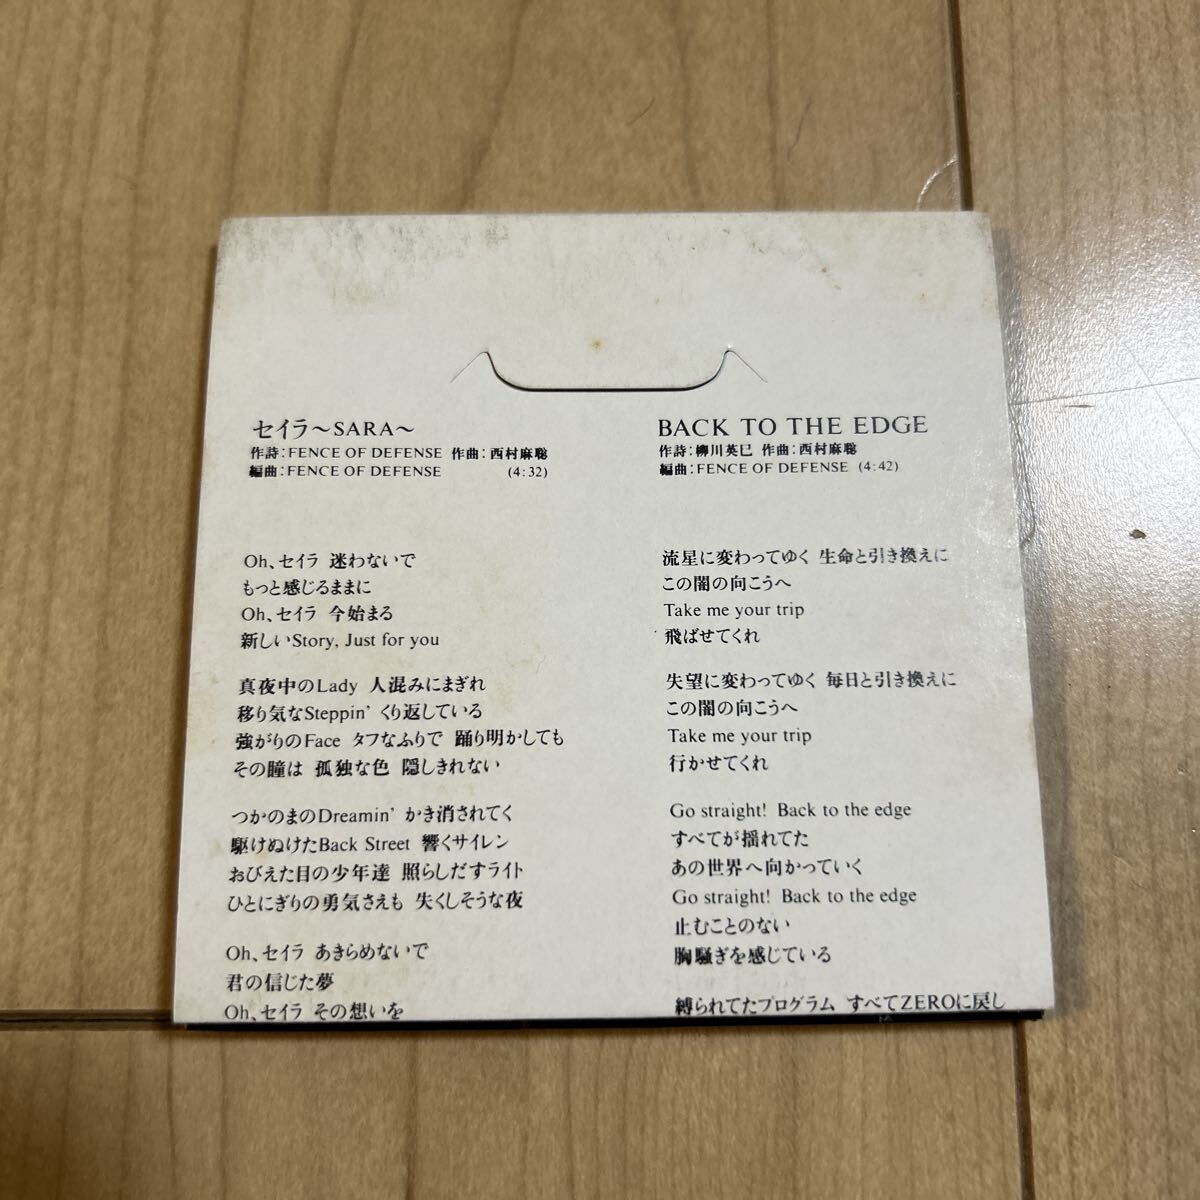 セイラ〜SARA〜
作詩:FENCE OF DEFENSE 作曲:西村麻聡
編曲:FENCE OF DEFENSE (4:32)
Oh、セイラ 迷わないで
もっと感じるままに
Oh、セイラ 今始まる
新しいStory, Just for you
真夜中のLady 人混みにまぎれ
移り気なSteppin' くり返している
強がりのFace タフなふりで 踊り明かしても
その瞳は 孤独な色 隠しきれない
つかのまのDreamin' かき消されてく
駆けぬけたBack Street 響くサイレン
おびえた目の少年達 照らしだすライト
ひとにぎりの勇気さえも 失くしそうな夜
Oh、セイラ あきらめないで
君の信じた夢
Oh、セイラ その想いを
BACK TO THE EDGE
作詩:柳川英巳 作曲:西村麻聡
編曲:FENCE OF DEFENSE (4:42)
流星に変わってゆく 生命と引き換えに
この闇の向こうへ
Take me your trip
飛ばせてくれ
失望に変わってゆく 毎日と引き換えに
この闇の向こうへ
Take me your trip
行かせてくれ
Go straight! Back to the edge
すべてが揺れてた
あの世界へ向かっていく
Go straight! Back to the edge
止むことのない
胸騒ぎを感じている
縛られてたプログラム すべてZEROに戻し